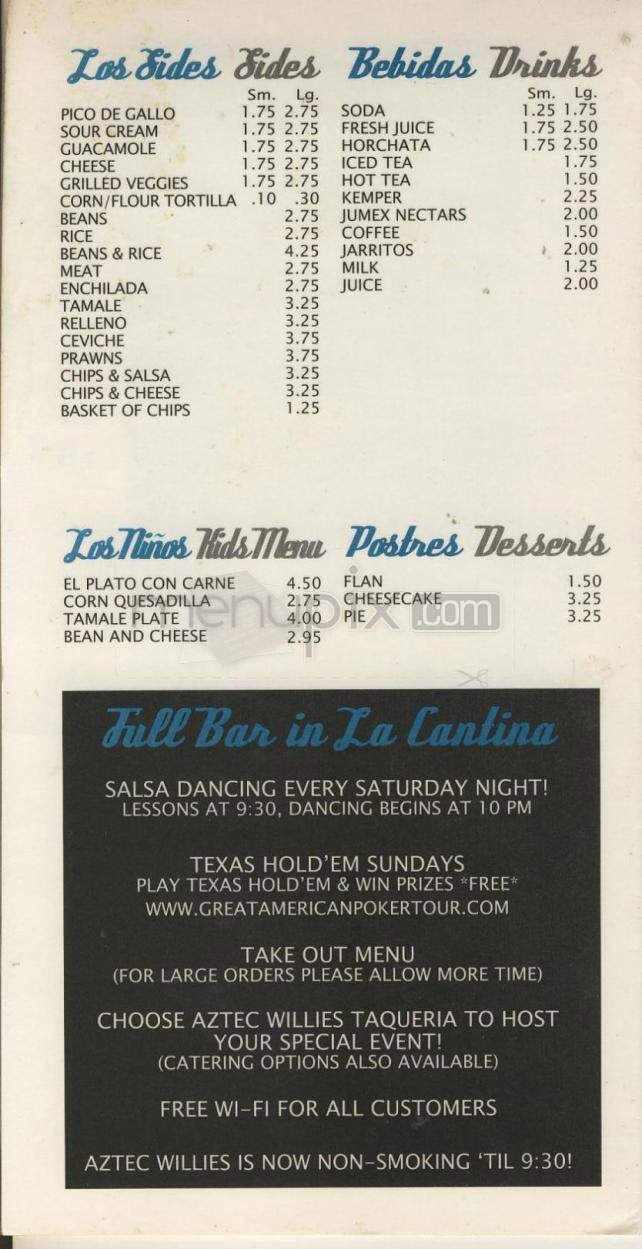 Los Sides Sides
Sm. Lg.
PICO DE GALLO 1.75 2.75
SOUR CREAM 1.75 2.75
GUACAMOLE 1.75 2.75
CHEESE 1.75 2.75
GRILLED VEGGIES 1.75 2.75
CORN/FLOUR TORTILLA .10 .30
BEANS 2.75
RICE 2.75
BEANS & RICE 4.25
MEAT 2.75
ENCHILADA 2.75
TAMALE 3.25
RELLENO 3.25
CEVICHE 3.75
PRAWNS 3.75
CHIPS & SALSA 3.25
CHIPS & CHEESE 3.25
BASKET OF CHIPS 1.25
Bebidas Drinks
Sm. Lg.
SODA 1.25 1.75
FRESH JUICE 1.75 2.50
HORCHATA 1.75 2.50
ICED TEA 1.75
HOT TEA 1.50
KEMPER 2.25
JUMEX NECTARS 2.00
COFFEE 1.50
JARRITOS 2.00
MILK 1.25
JUICE 2.00
Los Niños Kids Menu
EL PLATO CON CARNE 4.50
CORN QUESADILLA 2.75
TAMALE PLATE 4.00
BEAN AND CHEESE 2.95
Postres Desserts
FLAN 1.50
CHEESECAKE 3.25
PIE 3.25
menupix.com
Full Bar in La Cantina
SALSA DANCING EVERY SATURDAY NIGHT!
LESSONS AT 9:30, DANCING BEGINS AT 10 PM
TEXAS HOLD'EM SUNDAYS
PLAY TEXAS HOLD'EM & WIN PRIZES *FREE*
WWW.GREATAMERICANPOKERTOUR.COM
TAKE OUT MENU
(FOR LARGE ORDERS PLEASE ALLOW MORE TIME)
CHOOSE AZTEC WILLIES TAQUERIA TO HOST
YOUR SPECIAL EVENT!
(CATERING OPTIONS ALSO AVAILABLE)
FREE WI-FI FOR ALL CUSTOMERS
AZTEC WILLIES IS NOW NON-SMOKING 'TIL 9:30!